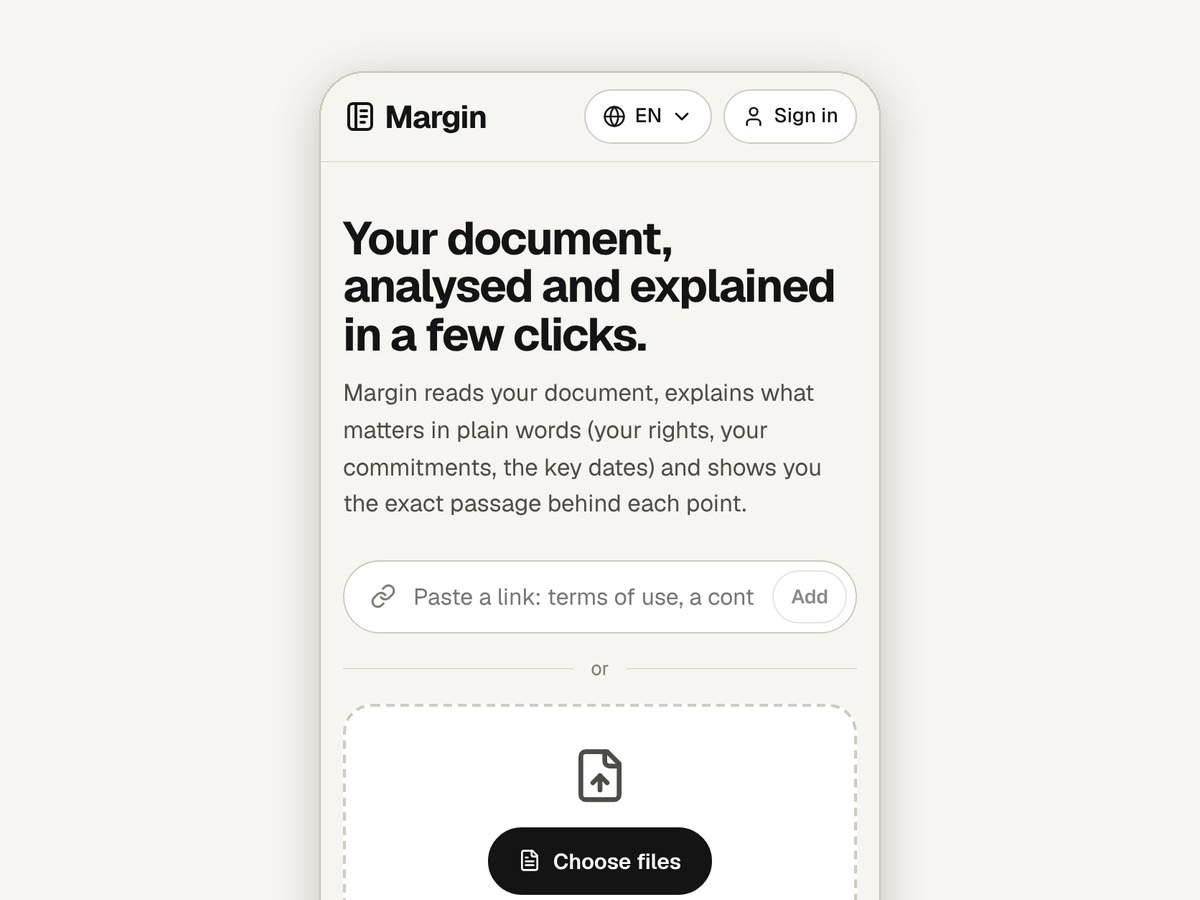 Margin
EN
Sign in
Your document,
analysed and explained
in a few clicks.
Margin reads your document, explains what
matters in plain words (your rights, your
commitments, the key dates) and shows you
the exact passage behind each point.
Paste a link: terms of use, a cont
Add
or
Choose files